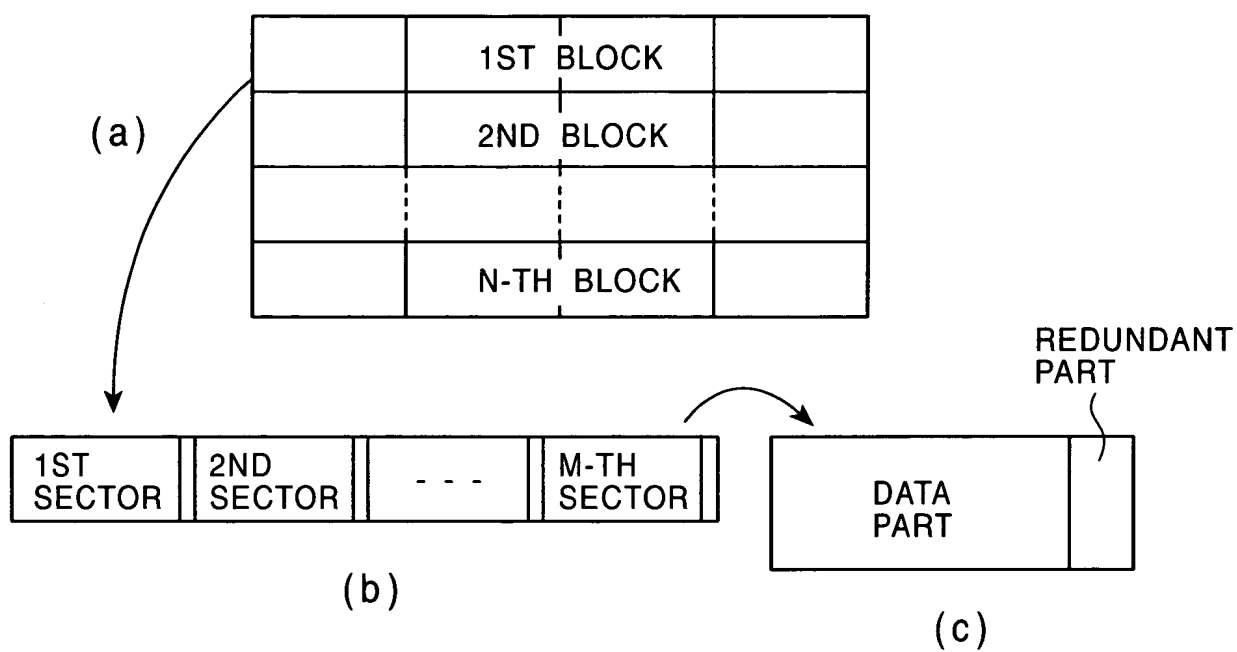 1ST BLOCK
(a)
2ND BLOCK
N-TH BLOCK
REDUNDANT
PART
1ST
SECTOR
2ND
SECTOR
- - -
M-TH
SECTOR
DATA
PART
(b)
(c)